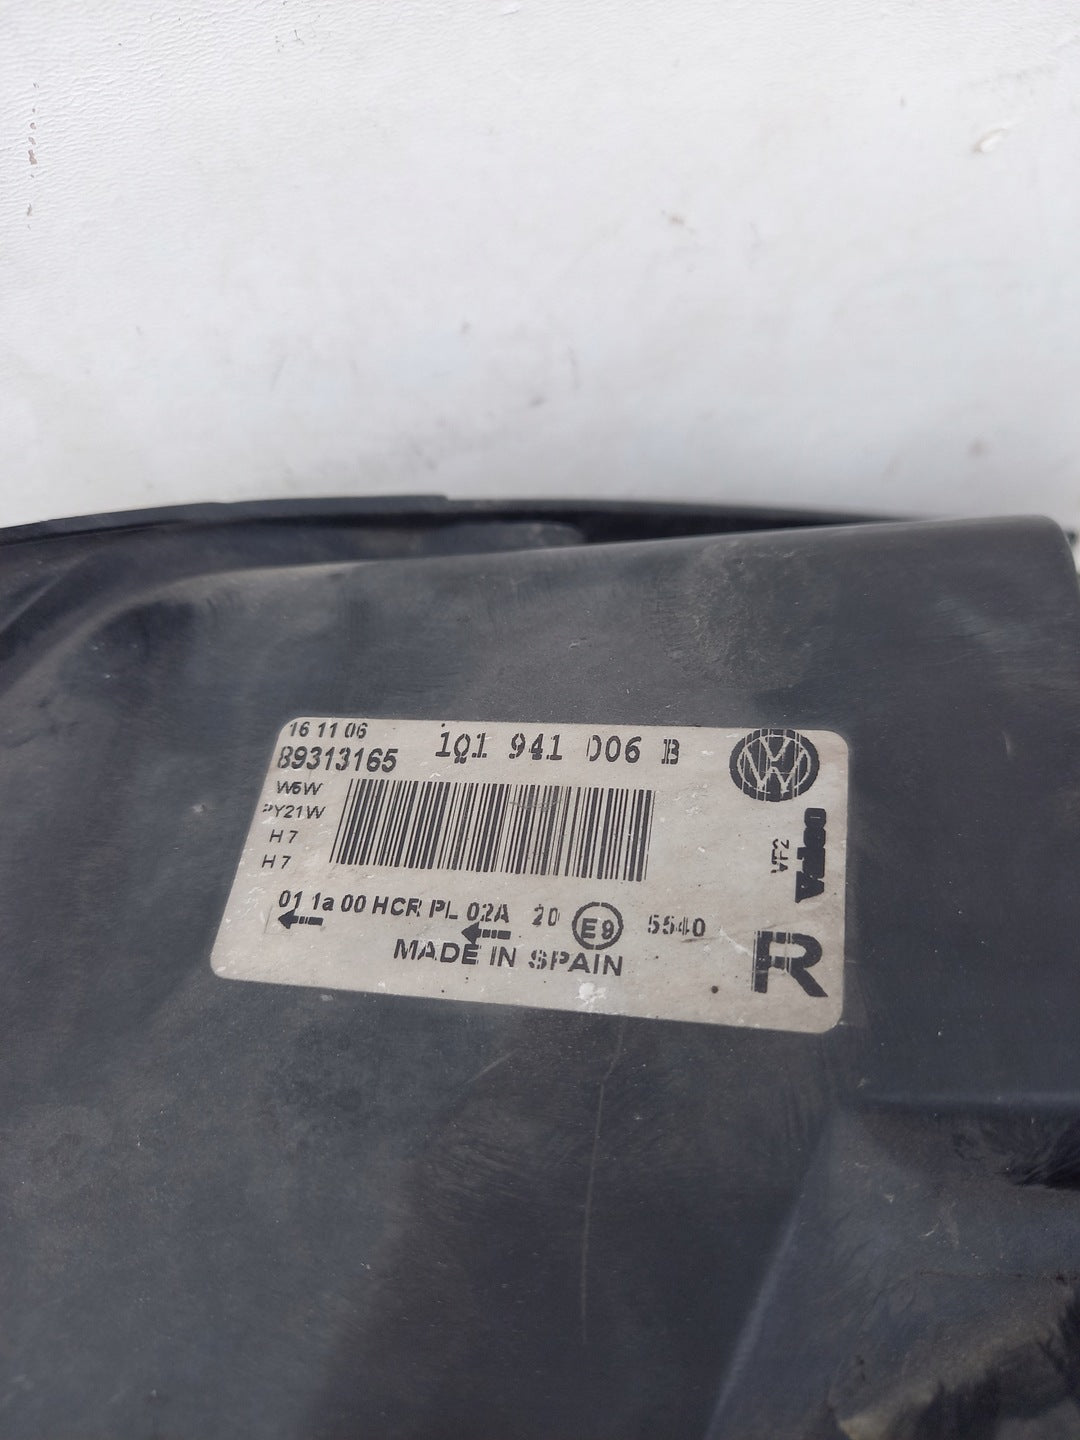 16 11 06
89313165
1Q1 941 006 B
W5W
PY21W
H7
H7
01 1a 00 HCR PL 02A 20 E9 5540
MADE IN SPAIN
VF2
Valeo
R